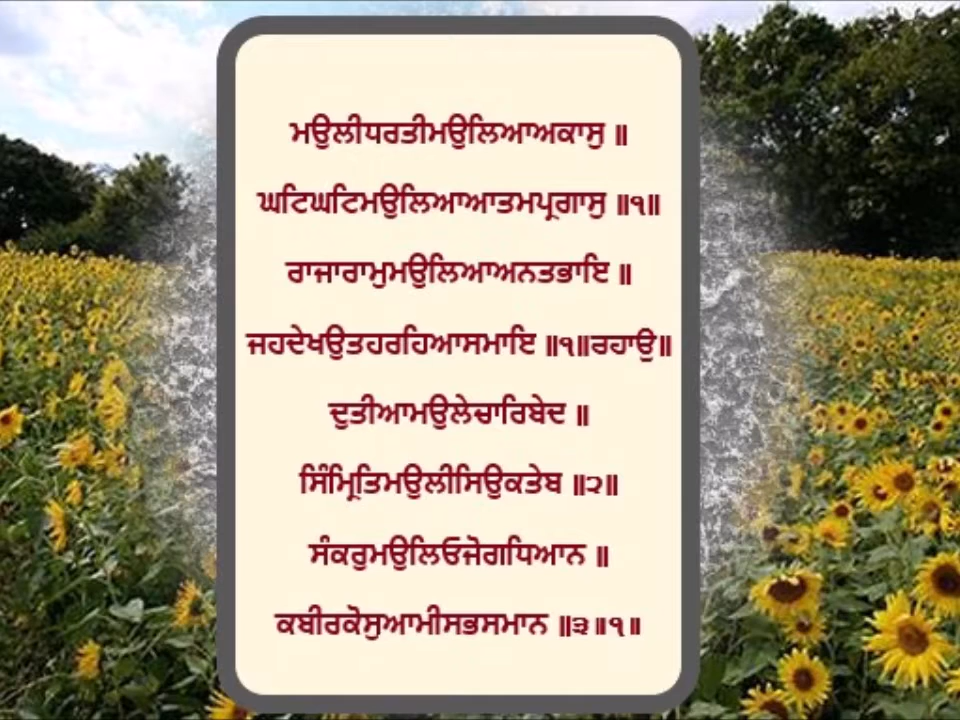 ਮਉਲੀਧਰਤੀਮਉਲਿਆਅਕਾਸੁ ॥
ਘਟਿਘਟਿਮਉਲਿਆਆਤਮਪ੍ਰਗਾਸੁ ॥੧॥
ਰਾਜਾਰਾਮੁਮਉਲਿਆਅਨਤਭਾਇ ॥
ਜਹਦੇਖਉਤਹਰਹਿਆਸਮਾਇ ॥੧॥ਰਹਾਉ॥
ਦੁਤੀਆਮਉਲੇਚਾਰਿਬੇਦ ॥
ਸਿੰਮ੍ਰਿਤਿਮਉਲੀਸਿਉਕਤੇਬ ॥੨॥
ਸੰਕਰੁਮਉਲਿਓਜੋਗਧਿਆਨ ॥
ਕਬੀਰਕੋਸੁਆਮੀਸਭਸਮਾਨ ॥੩॥੧॥